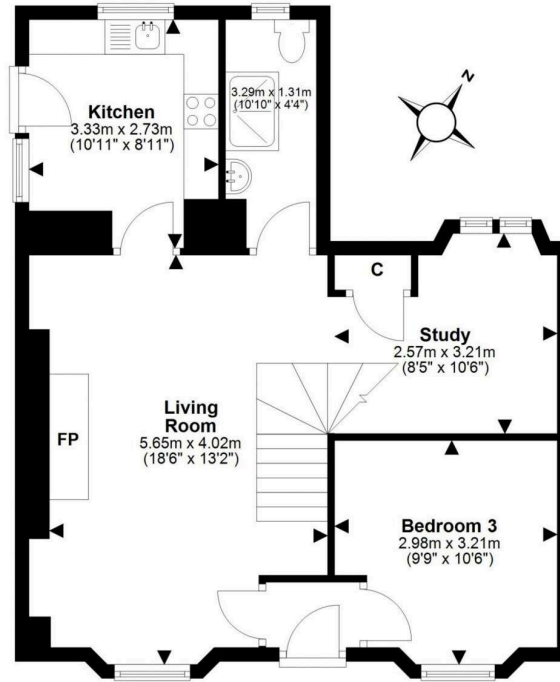 Kitchen
3.33m x 2.73m
(10'11" x 8'11")
3.29m x 1.31m
(10'10" x 4'4")
N
C
Study
2.57m x 3.21m
(8'5" x 10'6")
Living
Room
5.65m x 4.02m
(18'6" x 13'2")
FP
Bedroom 3
2.98m x 3.21m
(9'9" x 10'6")